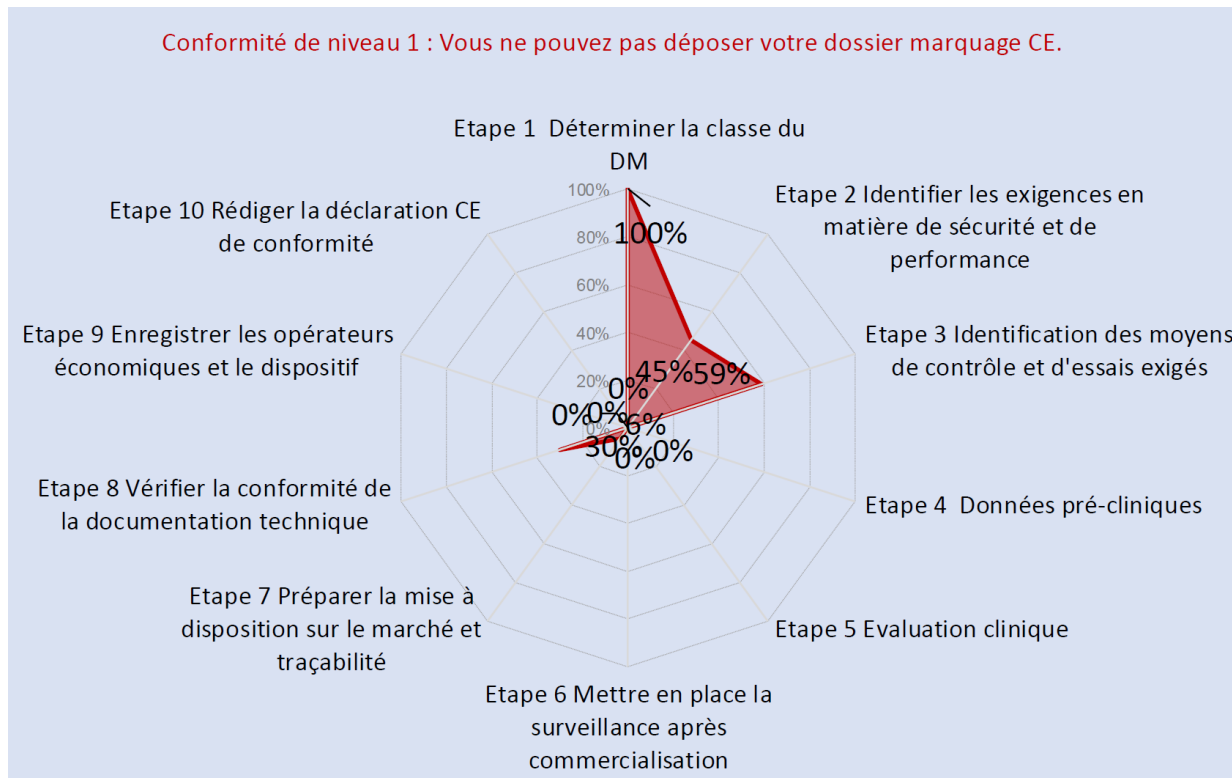 Conformité de niveau 1 : Vous ne pouvez pas déposer votre dossier marquage CE.
Etape 1  Déterminer la classe du
DM
Etape 2 Identifier les exigences en
matière de sécurité et de
performance
Etape 3 Identification des moyens
de contrôle et d'essais exigés
Etape 4  Données pré-cliniques
Etape 5 Evaluation clinique
Etape 6 Mettre en place la
surveillance après
commercialisation
Etape 7 Préparer la mise à
disposition sur le marché et
traçabilité
Etape 8 Vérifier la conformité de
la documentation technique
Etape 9 Enregistrer les opérateurs
économiques et le dispositif
Etape 10 Rédiger la déclaration CE
de conformité
100%
80%
60%
40%
20%
0%
100%
45%
59%
6%
0%
0%
30%
0%
0%
0%